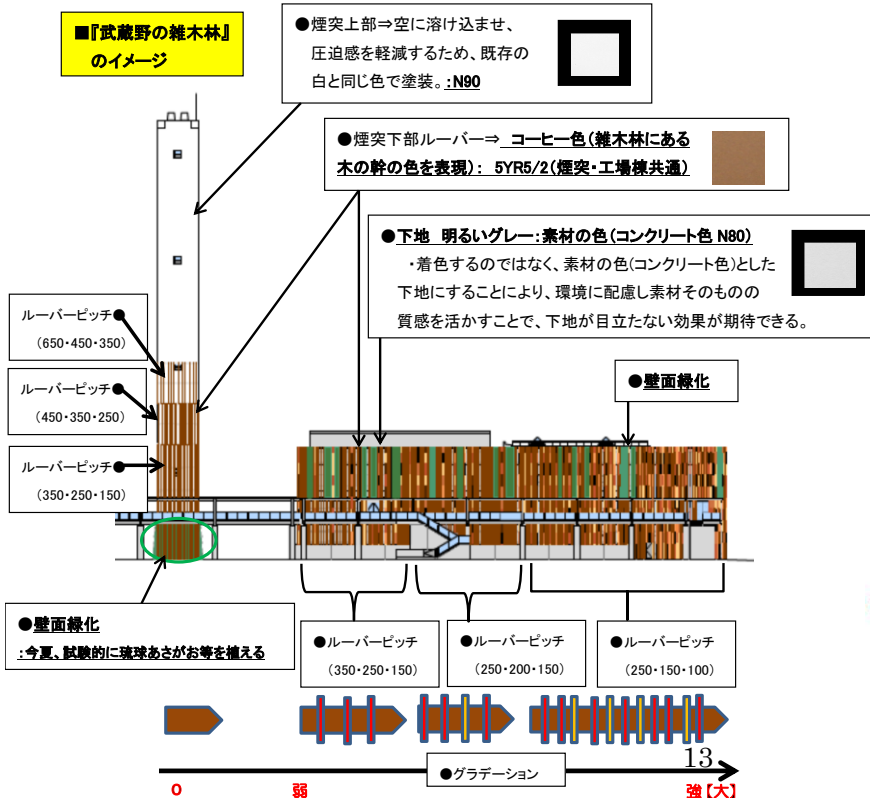 ■『武蔵野の雑木林』
のイメージ
●煙突上部⇒空に溶け込ませ、
圧迫感を軽減するため、既存の
白と同じ色で塗装。:N90
●煙突下部ルーバー⇒ コーヒー色(雑木林にある
木の幹の色を表現): 5YR5/2(煙突・工場棟共通)
●下地 明るいグレー:素材の色(コンクリート色 N80)
・着色するのではなく、素材の色(コンクリート色)とした
下地にすることにより、環境に配慮し素材そのものの
質感を活かすことで、下地が目立たない効果が期待できる。
ルーバーピッチ●
(650・450・350)
ルーバーピッチ●
(450・350・250)
ルーバーピッチ●
(350・250・150)
●壁面緑化
●壁面緑化
:今夏、試験的に琉球あさがお等を植える
●ルーバーピッチ
(350・250・150)
●ルーバーピッチ
(250・200・150)
●ルーバーピッチ
(250・150・100)
13
●グラデーション
0
弱
強【大】